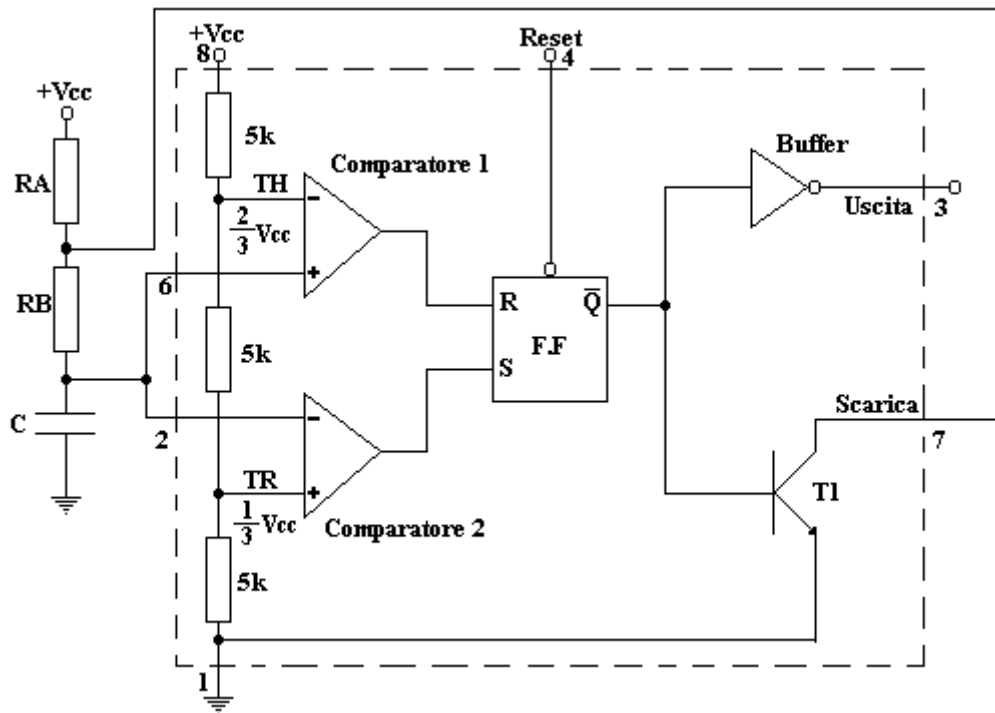 +Vcc
8
Reset
4
+Vcc
RA
5k
Comparatore 1
Buffer
TH
-
2/3 Vcc
+
Uscita
3
6
RB
R
Q̅
F.F
S
5k
C
2
-
Scarica
7
TR
+
T1
1/3 Vcc
Comparatore 2
5k
1